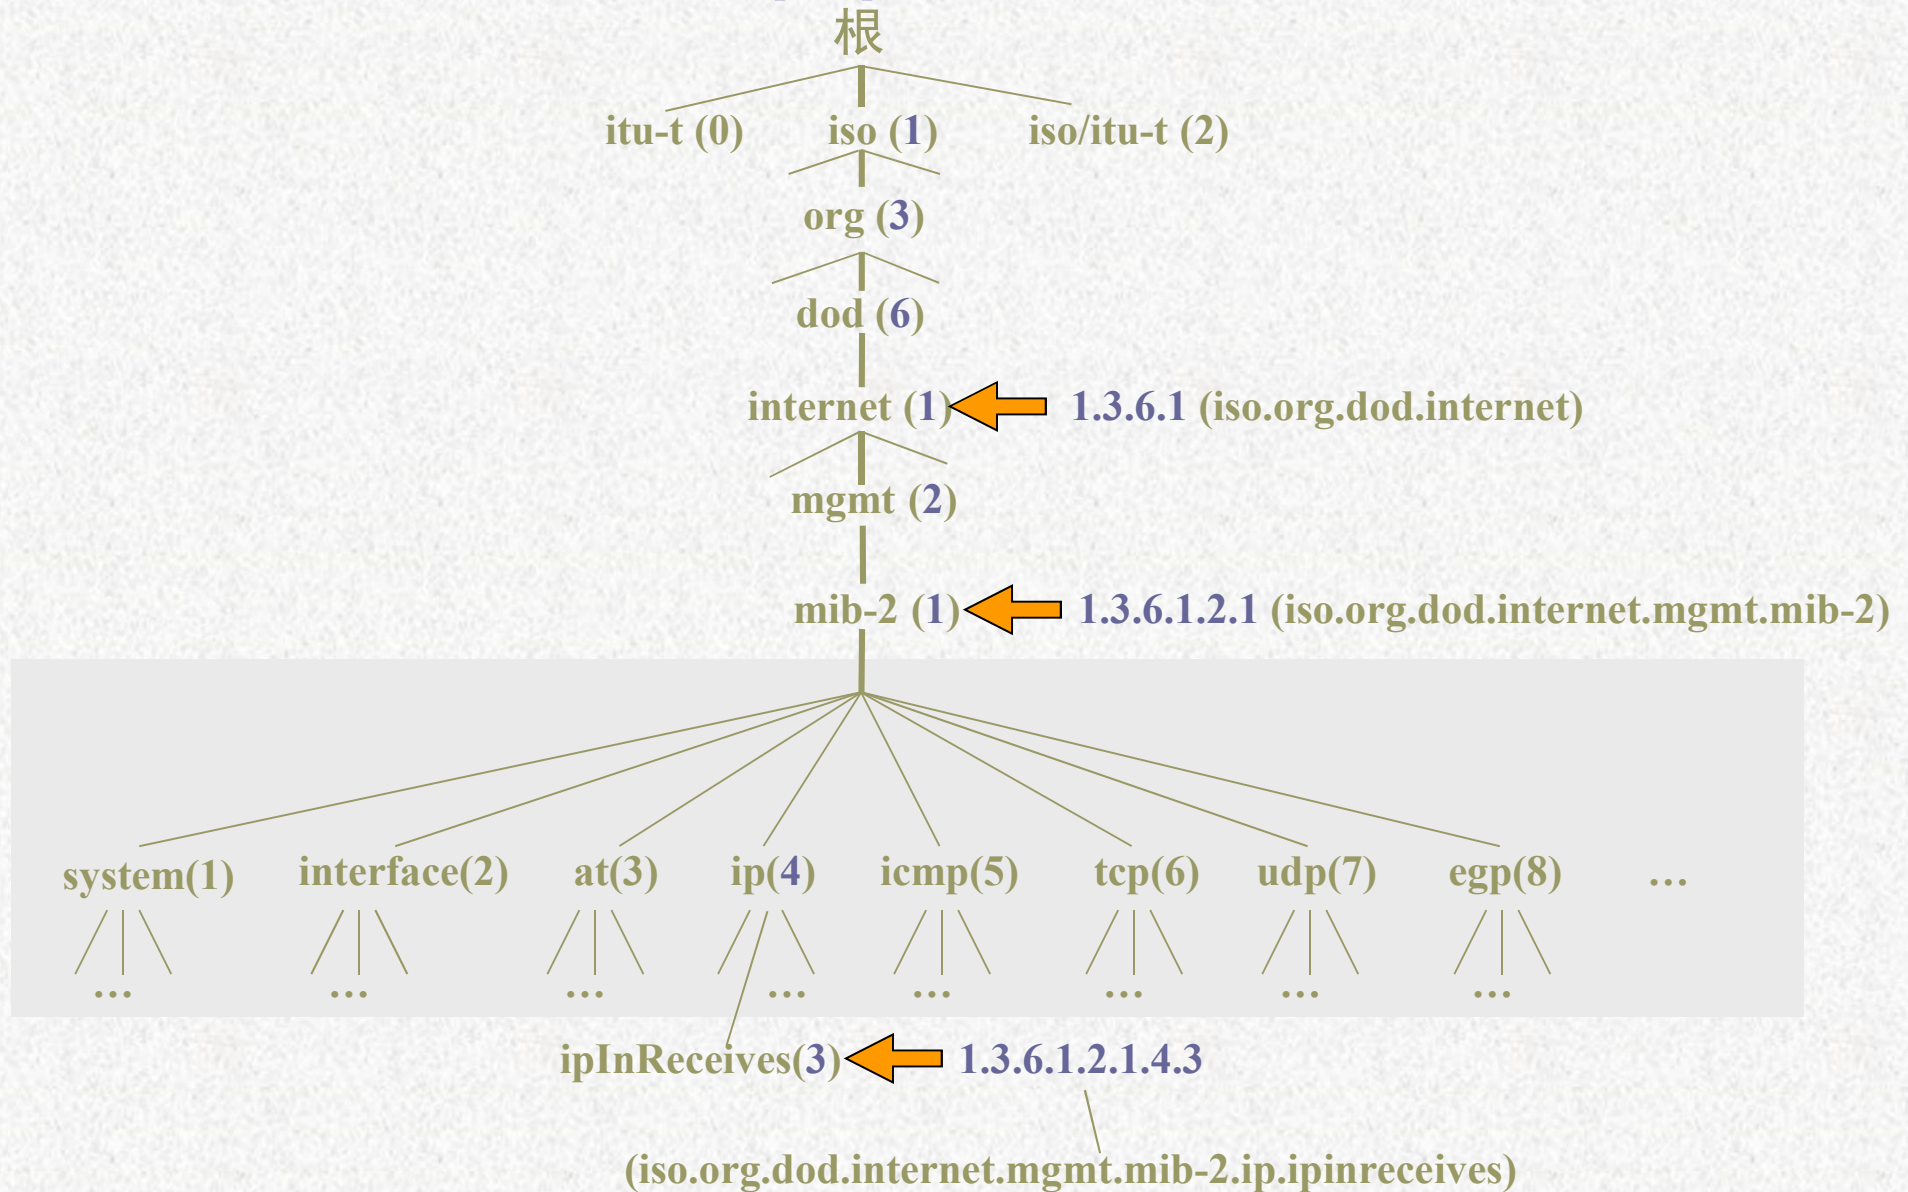 根
itu-t (0) iso (1) iso/itu-t (2)
org (3)
dod (6)
internet (1) 1.3.6.1 (iso.org.dod.internet)
mgmt (2)
mib-2 (1) 1.3.6.1.2.1 (iso.org.dod.internet.mgmt.mib-2)
system(1) interface(2) at(3) ip(4) icmp(5) tcp(6) udp(7) egp(8) …
… … … … … … … …
ipInReceives(3) 1.3.6.1.2.1.4.3
(iso.org.dod.internet.mgmt.mib-2.ip.ipinreceives)